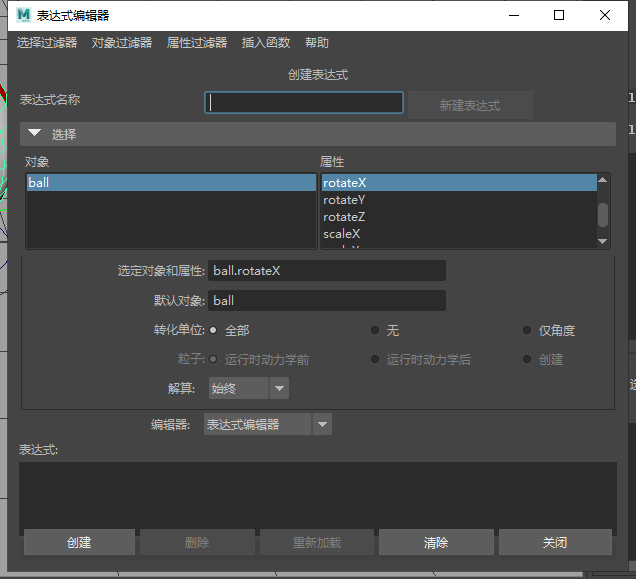 表达式编辑器
选择过滤器 对象过滤器 属性过滤器 插入函数 帮助
创建表达式
表达式名称 新建表达式
选择
对象 属性
ball rotateX
rotateY
rotateZ
scaleX
选定对象和属性: ball.rotateX
默认对象: ball
转化单位: 全部 无 仅角度
粒子: 运行时动力学前 运行时动力学后 创建
解算: 始终
编辑器: 表达式编辑器
表达式:
创建 删除 重新加载 清除 关闭